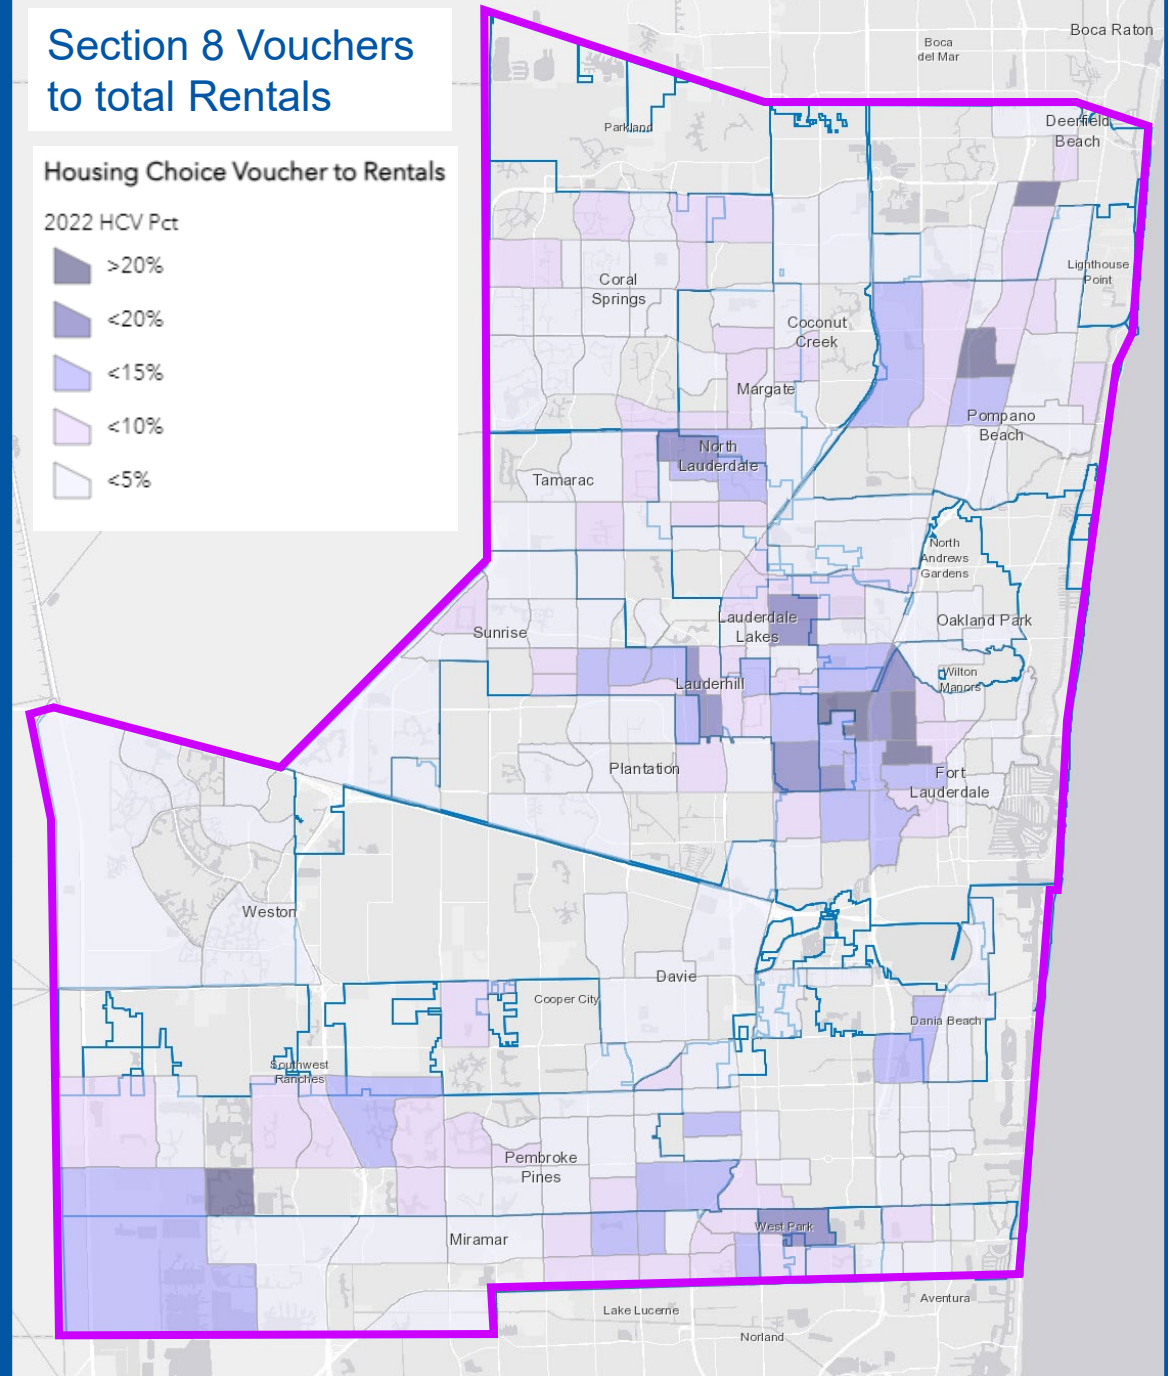 Section 8 Vouchers
to total Rentals
Housing Choice Voucher to Rentals
2022 HCV Pct
>20%
<20%
<15%
<10%
<5%
Boca Raton
Boca
del Mar
Parkland
Deerfield
Beach
Lighthouse
Point
Coral
Springs
Coconut
Creek
Margate
Pompano
Beach
North
Lauderdale
Tamarac
North
Andrews
Gardens
Oakland Park
Lauderdale
Lakes
Sunrise
Wilton
Manors
Lauderhill
Plantation
Fort
Lauderdale
Weston
Davie
Cooper City
Dania Beach
Southwest
Ranches
Pembroke
Pines
West Park
Miramar
Aventura
Lake Lucerne
Norland